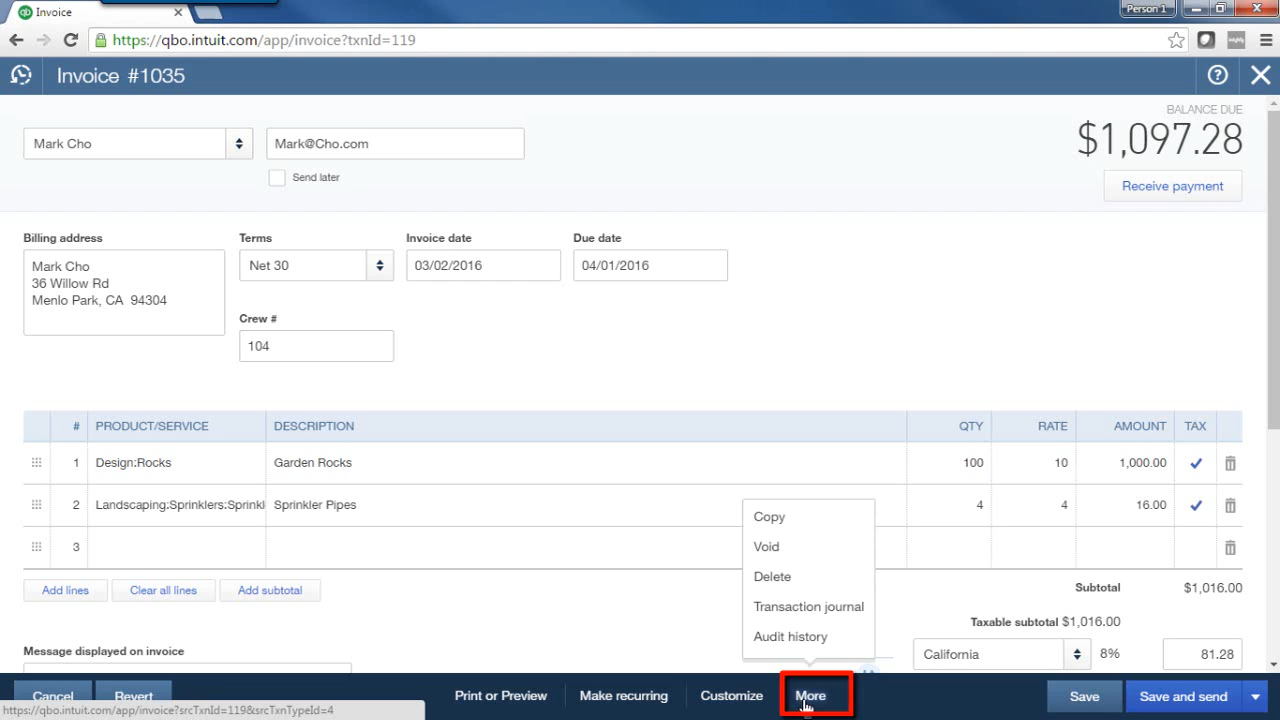 qb Invoice
Person 1
https://qbo.intuit.com/app/invoice?txnId=119
Invoice #1035
BALANCE DUE
Mark Cho
Mark@Cho.com
$1,097.28
Send later
Receive payment
Billing address
Terms
Invoice date
Due date
Mark Cho
36 Willow Rd
Menlo Park, CA 94304
Net 30
03/02/2016
04/01/2016
Crew #
104
# PRODUCT/SERVICE DESCRIPTION QTY RATE AMOUNT TAX
1 Design:Rocks Garden Rocks 100 10 1,000.00
2 Landscaping:Sprinklers:Sprinkl Sprinkler Pipes 4 4 16.00
3
Copy
Void
Delete
Transaction journal
Audit history
Add lines
Clear all lines
Add subtotal
Subtotal $1,016.00
Taxable subtotal $1,016.00
Message displayed on invoice
California 8% 81.28
Cancel
Revert
Print or Preview
Make recurring
Customize
More
Save
Save and send
https://qbo.intuit.com/app/invoice?srcTxnId=119&srcTxnTypeId=4